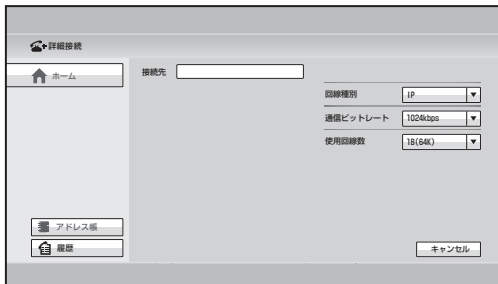 詳細接続
ホーム
接続先
回線種別 IP
通信ビットレート 1024kbps
使用回線数 1B(64K)
アドレス帳
履歴
キャンセル